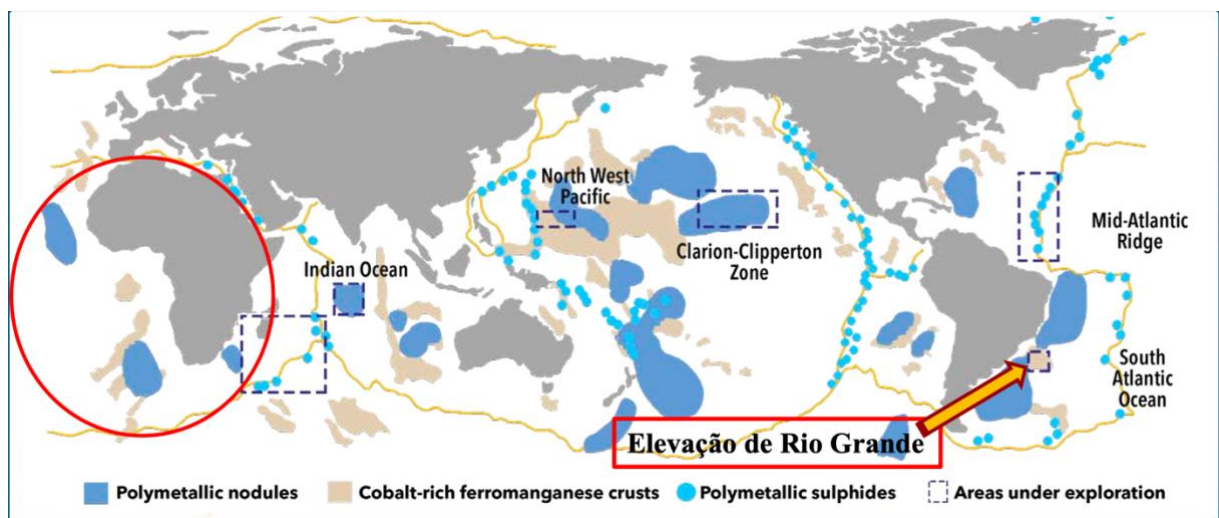 North West
Pacific
Indian Ocean
Clarion-Clipperton
Zone
Mid-Atlantic
Ridge
South
Atlantic
Ocean
Elevação de Rio Grande
Polymetallic nodules
Cobalt-rich ferromanganese crusts
Polymetallic sulphides
Areas under exploration